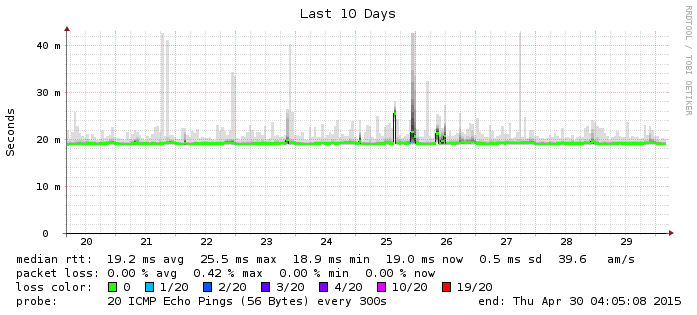 Last 10 Days
RRDTOOL / TOBI OETIKER
Seconds
40 m
30 m
20 m
10 m
0
20 21 22 23 24 25 26 27 28 29
median rtt: 19.2 ms avg 25.5 ms max 18.9 ms min 19.0 ms now 0.5 ms sd 39.6 am/s
packet loss: 0.00 % avg 0.42 % max 0.00 % min 0.00 % now
loss color: 0 1/20 2/20 3/20 4/20 10/20 19/20
probe: 20 ICMP Echo Pings (56 Bytes) every 300s end: Thu Apr 30 04:05:08 2015